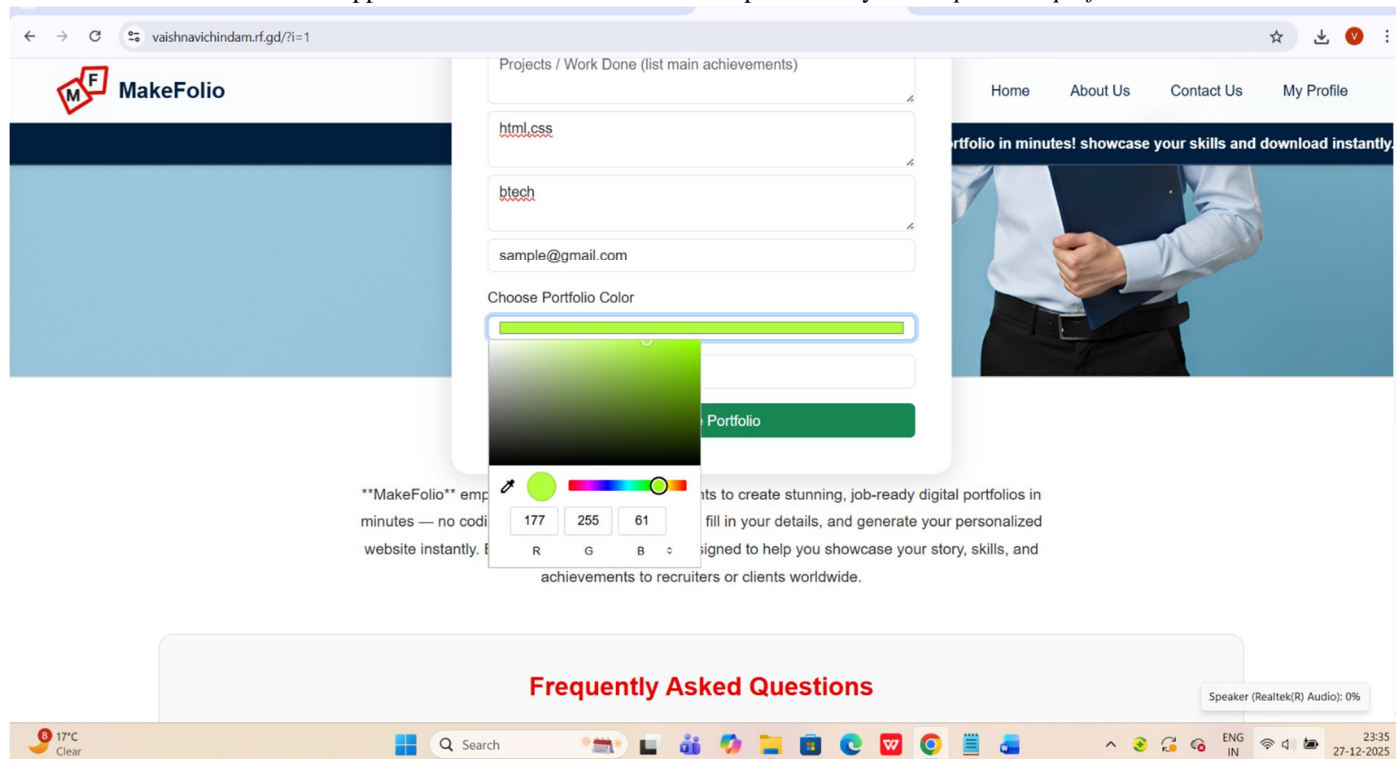 vaishnavichindam.rf.gd/?i=1
V
M F
MakeFolio
Home About Us Contact Us My Profile
Projects / Work Done (list main achievements)
html,css
rtfolio in minutes! showcase your skills and download instantly.
btech
sample@gmail.com
Choose Portfolio Color
Portfolio
**MakeFolio** emp ts to create stunning, job-ready digital portfolios in
minutes — no codi fill in your details, and generate your personalized
website instantly. igned to help you showcase your story, skills, and
achievements to recruiters or clients worldwide.
177 255 61
R G B
Frequently Asked Questions
Speaker (Realtek(R) Audio): 0%
8
17°C
Clear
Search
W
ENG
IN
23:35
27-12-2025